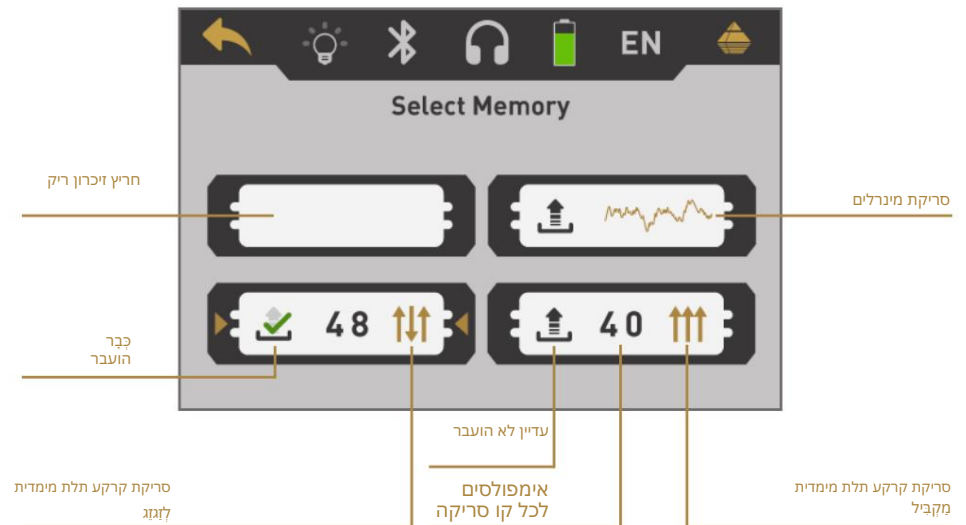 EN
Select Memory
חריץ זיכרון ריק
סריקת מינרלים
48
40
כְּבָר
הועבר
עדיין לא הועבר
אימפולסים
לכל קו סריקה
סריקת קרקע תלת מימדית
לְזַגזֵג
סריקת קרקע תלת מימדית
מַקְבִּיל